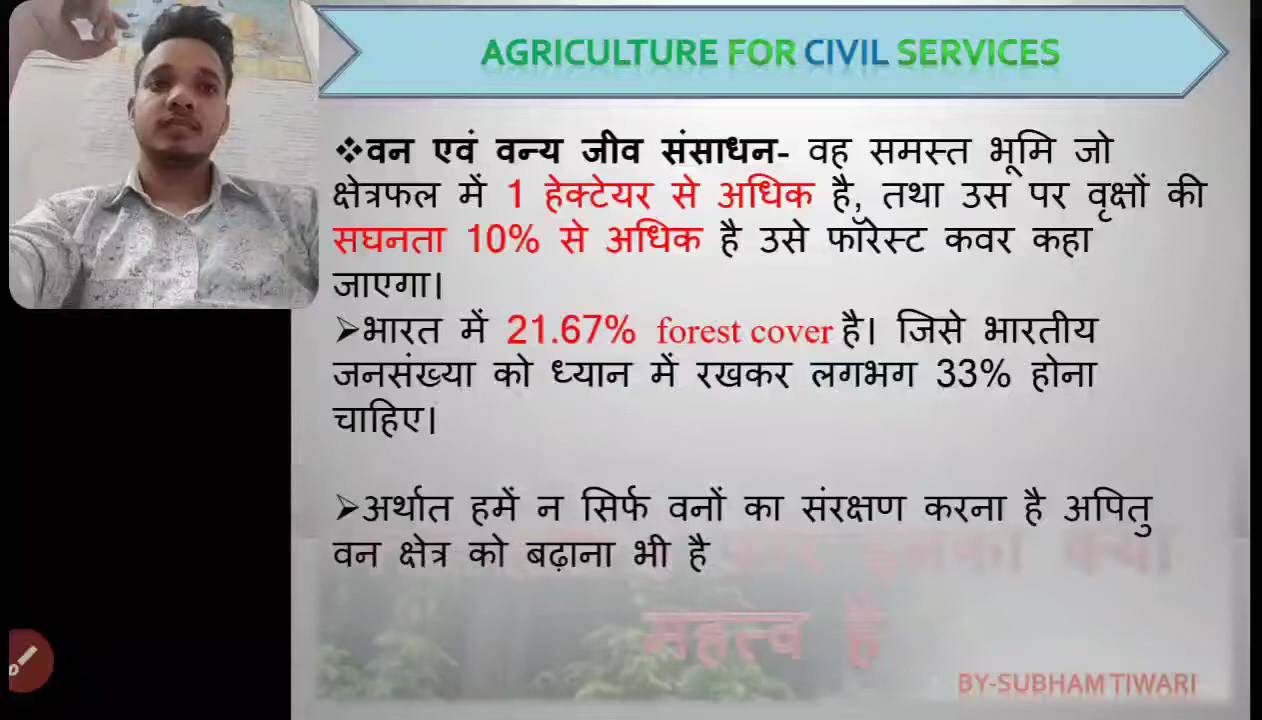 AGRICULTURE FOR CIVIL SERVICES
❖वन एवं वन्य जीव संसाधन- वह समस्त भूमि जो
क्षेत्रफल में 1 हेक्टेयर से अधिक है, तथा उस पर वृक्षों की
सघनता 10% से अधिक है उसे फॉरेस्ट कवर कहा
जाएगा।
➢भारत में 21.67% forest cover है। जिसे भारतीय
जनसंख्या को ध्यान में रखकर लगभग 33% होना
चाहिए।
➢अर्थात हमें न सिर्फ वनों का संरक्षण करना है अपितु
वन क्षेत्र को बढ़ाना भी है
और इनका क्या
महत्व है
BY-SUBHAM TIWARI